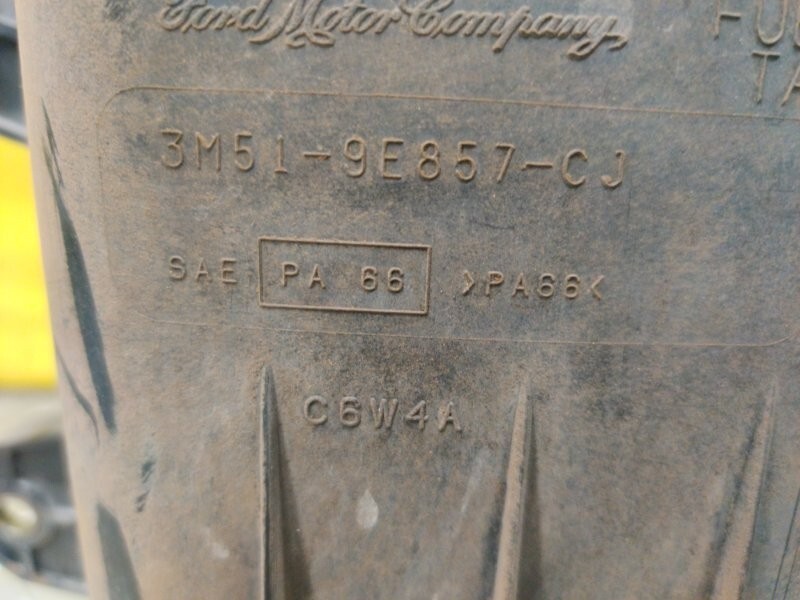 Ford Motor Company
3M51-9E857-CJ
SAE PA 66 >PA66<
C6W4A